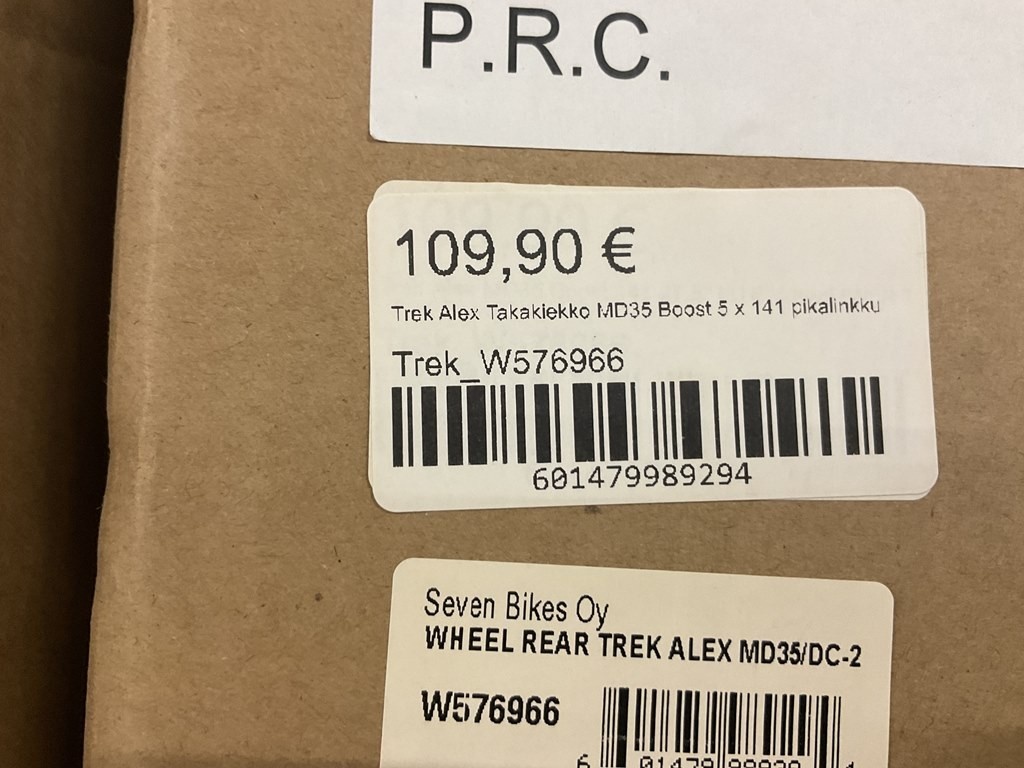 P.R.C.
109,90 €
Trek Alex Takakiekko MD35 Boost 5 x 141 pikalinkku
Trek_W576966
601479989294
Seven Bikes Oy
WHEEL REAR TREK ALEX MD35/DC-2
W576966